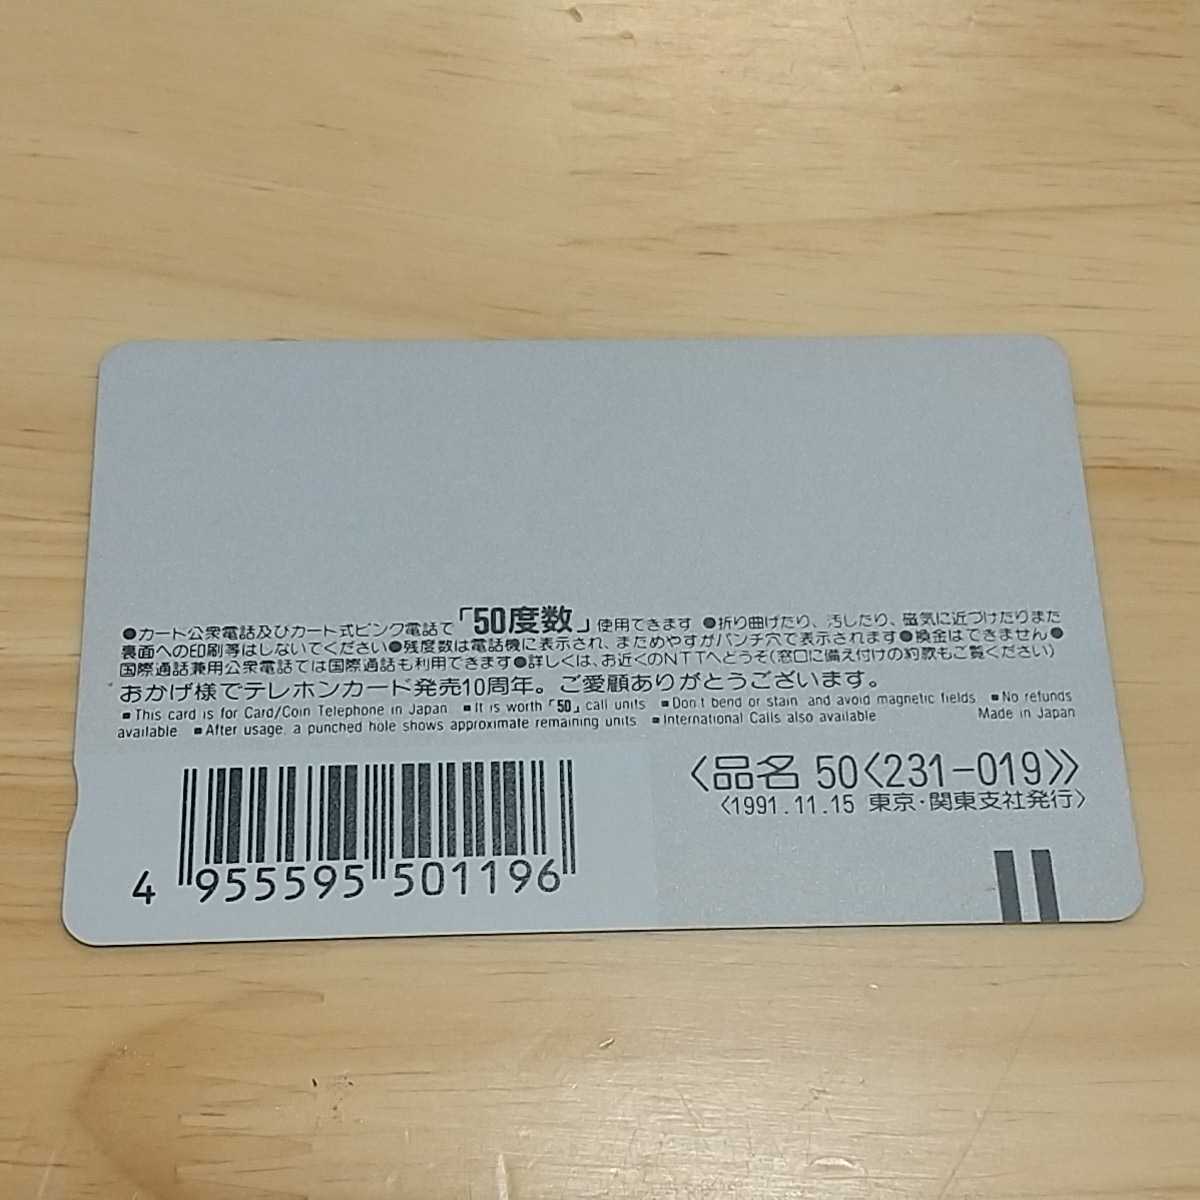 ●カード公衆電話及びカード式ピンク電話で「50度数」使用できます ●折り曲げたり、汚したり、磁気に近づけたりまた
裏面への印刷等はしないでください●残度数は電話機に表示され、まためやすがパンチ穴で表示されます●換金はできません●
国際通話兼用公衆電話では国際通話も利用できます●詳しくは、お近くのNTTへどうぞ(窓口に備え付けの約款もご覧ください)
おかげ様でテレホンカード発売10周年。ご愛顧ありがとうございます。
■This card is for Card/Coin Telephone in Japan ■It is worth「50」call units ■Don't bend or stain and avoid magnetic fields ■No refunds
available ■After usage, a punched hole shows approximate remaining units ■International Calls also available Made in Japan
〈品名 50〈231-019〉〉
〈1991.11.15 東京・関東支社発行〉
4 955595 501196